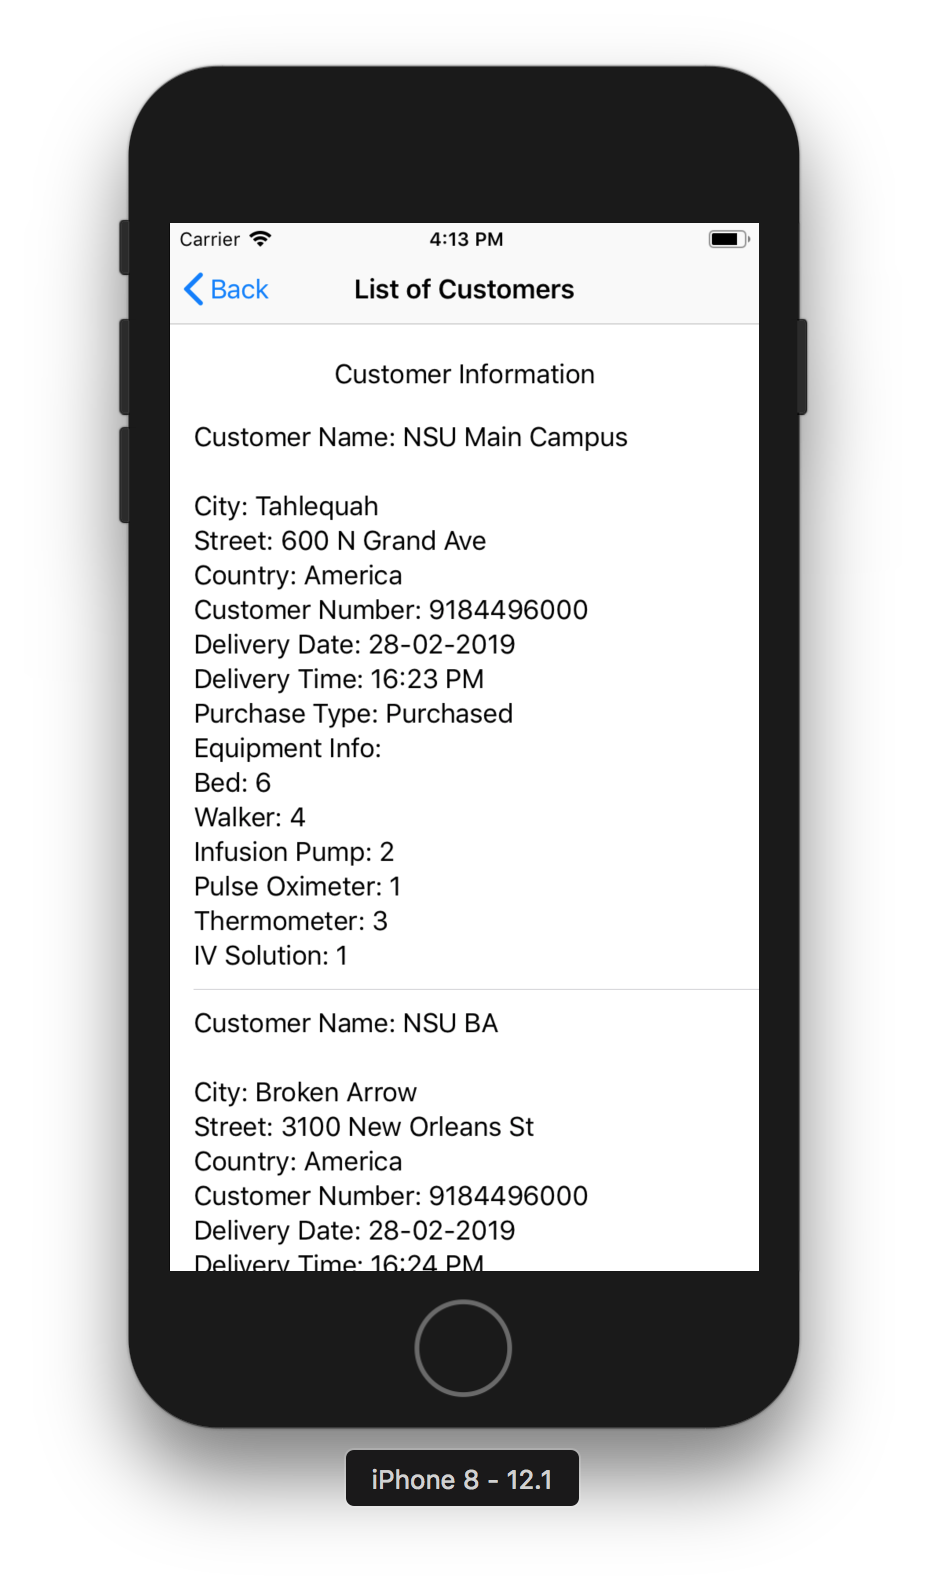 Carrier 4:13 PM
Back List of Customers
Customer Information
Customer Name: NSU Main Campus
City: Tahlequah
Street: 600 N Grand Ave
Country: America
Customer Number: 9184496000
Delivery Date: 28-02-2019
Delivery Time: 16:23 PM
Purchase Type: Purchased
Equipment Info:
Bed: 6
Walker: 4
Infusion Pump: 2
Pulse Oximeter: 1
Thermometer: 3
IV Solution: 1
Customer Name: NSU BA
City: Broken Arrow
Street: 3100 New Orleans St
Country: America
Customer Number: 9184496000
Delivery Date: 28-02-2019
Delivery Time: 16:24 PM
iPhone 8 - 12.1